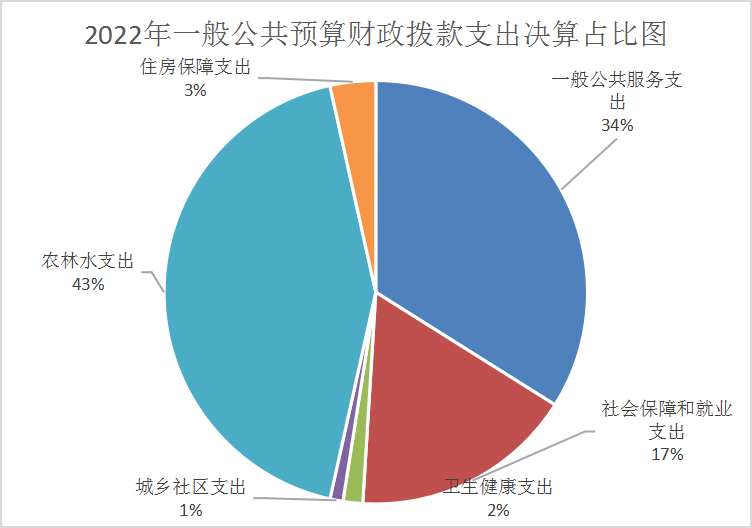 2022年一般公共预算财政拨款支出决算占比图
住房保障支出
3%
一般公共服务支
出
34%
农林水支出
43%
社会保障和就业
支出
17%
城乡社区支出
1%
卫生健康支出
2%